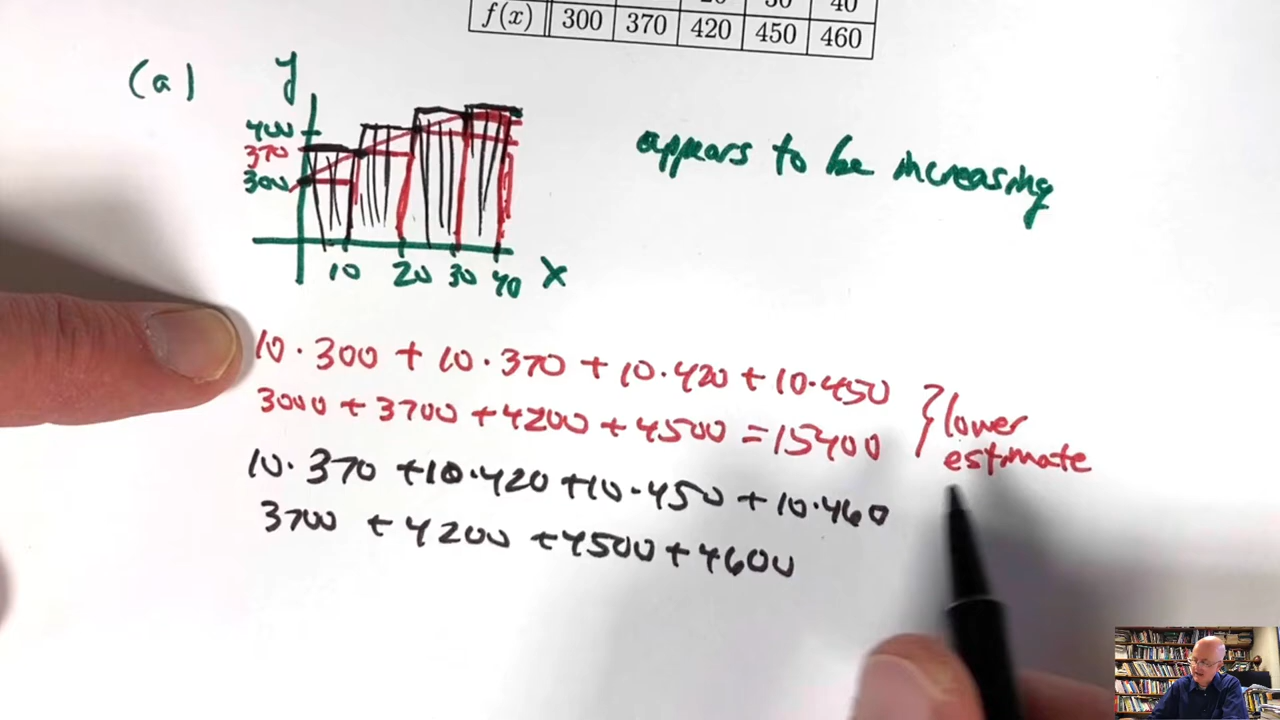 20 30 40
f(x) 300 370 420 450 460
(a) y
400
370
300
10 20 30 40 x
appears to be increasing
10·300 + 10·370 + 10·420 + 10·450
3000 + 3700 + 4200 + 4500 = 15400
} lower
estimate
10·370 + 10·420 + 10·450 + 10·460
3700 + 4200 + 4500 + 4600